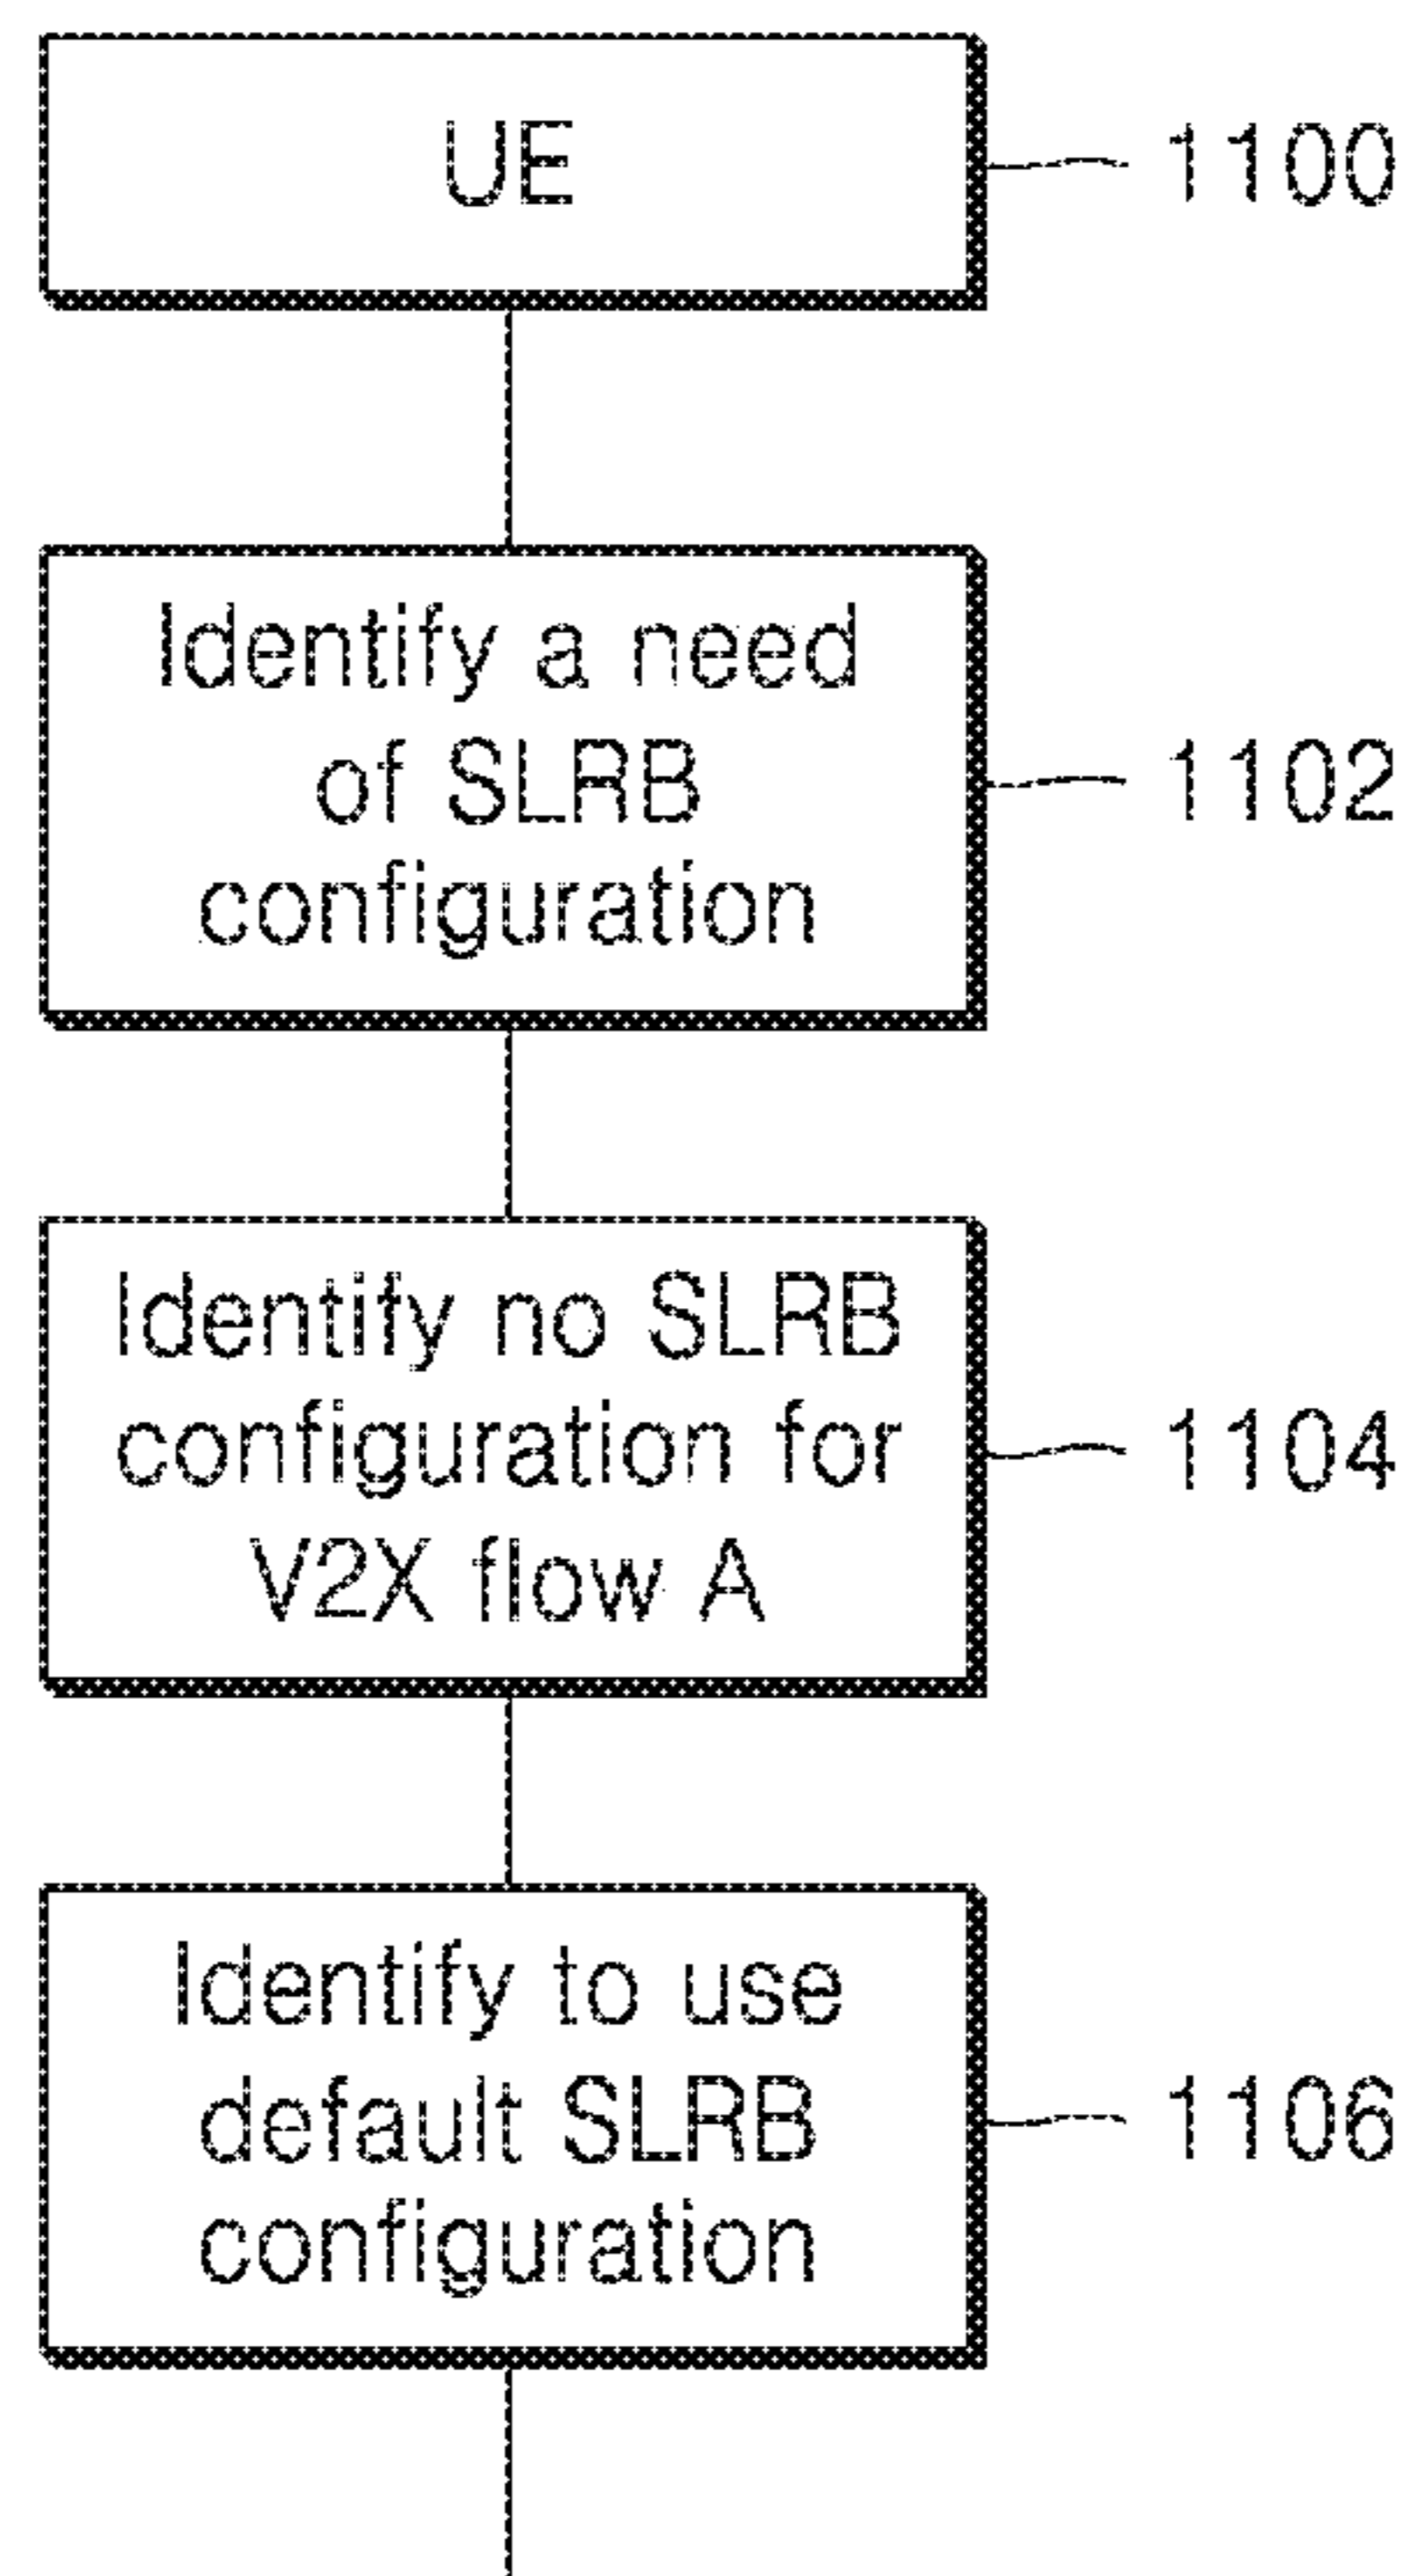 UE
1100
Identify a need
of SLRB
configuration
1102
Identify no SLRB
configuration for
V2X flow A
1104
Identify to use
default SLRB
configuration
1106